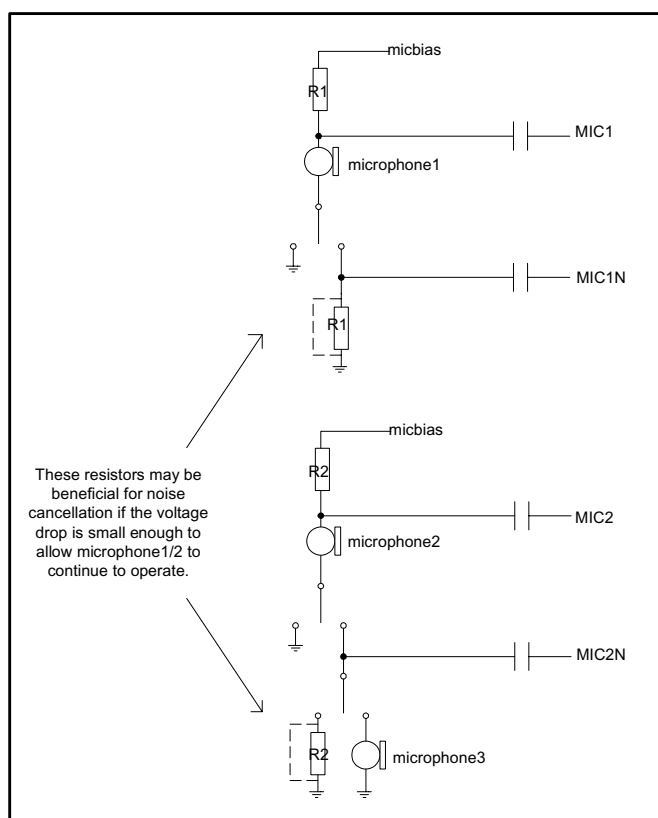 micbias
R1
MIC1
microphone1
MIC1N
R1
micbias
R2
These resistors may be
beneficial for noise
cancellation if the voltage
drop is small enough to
allow microphone1/2 to
continue to operate.
MIC2
microphone2
MIC2N
R2
microphone3